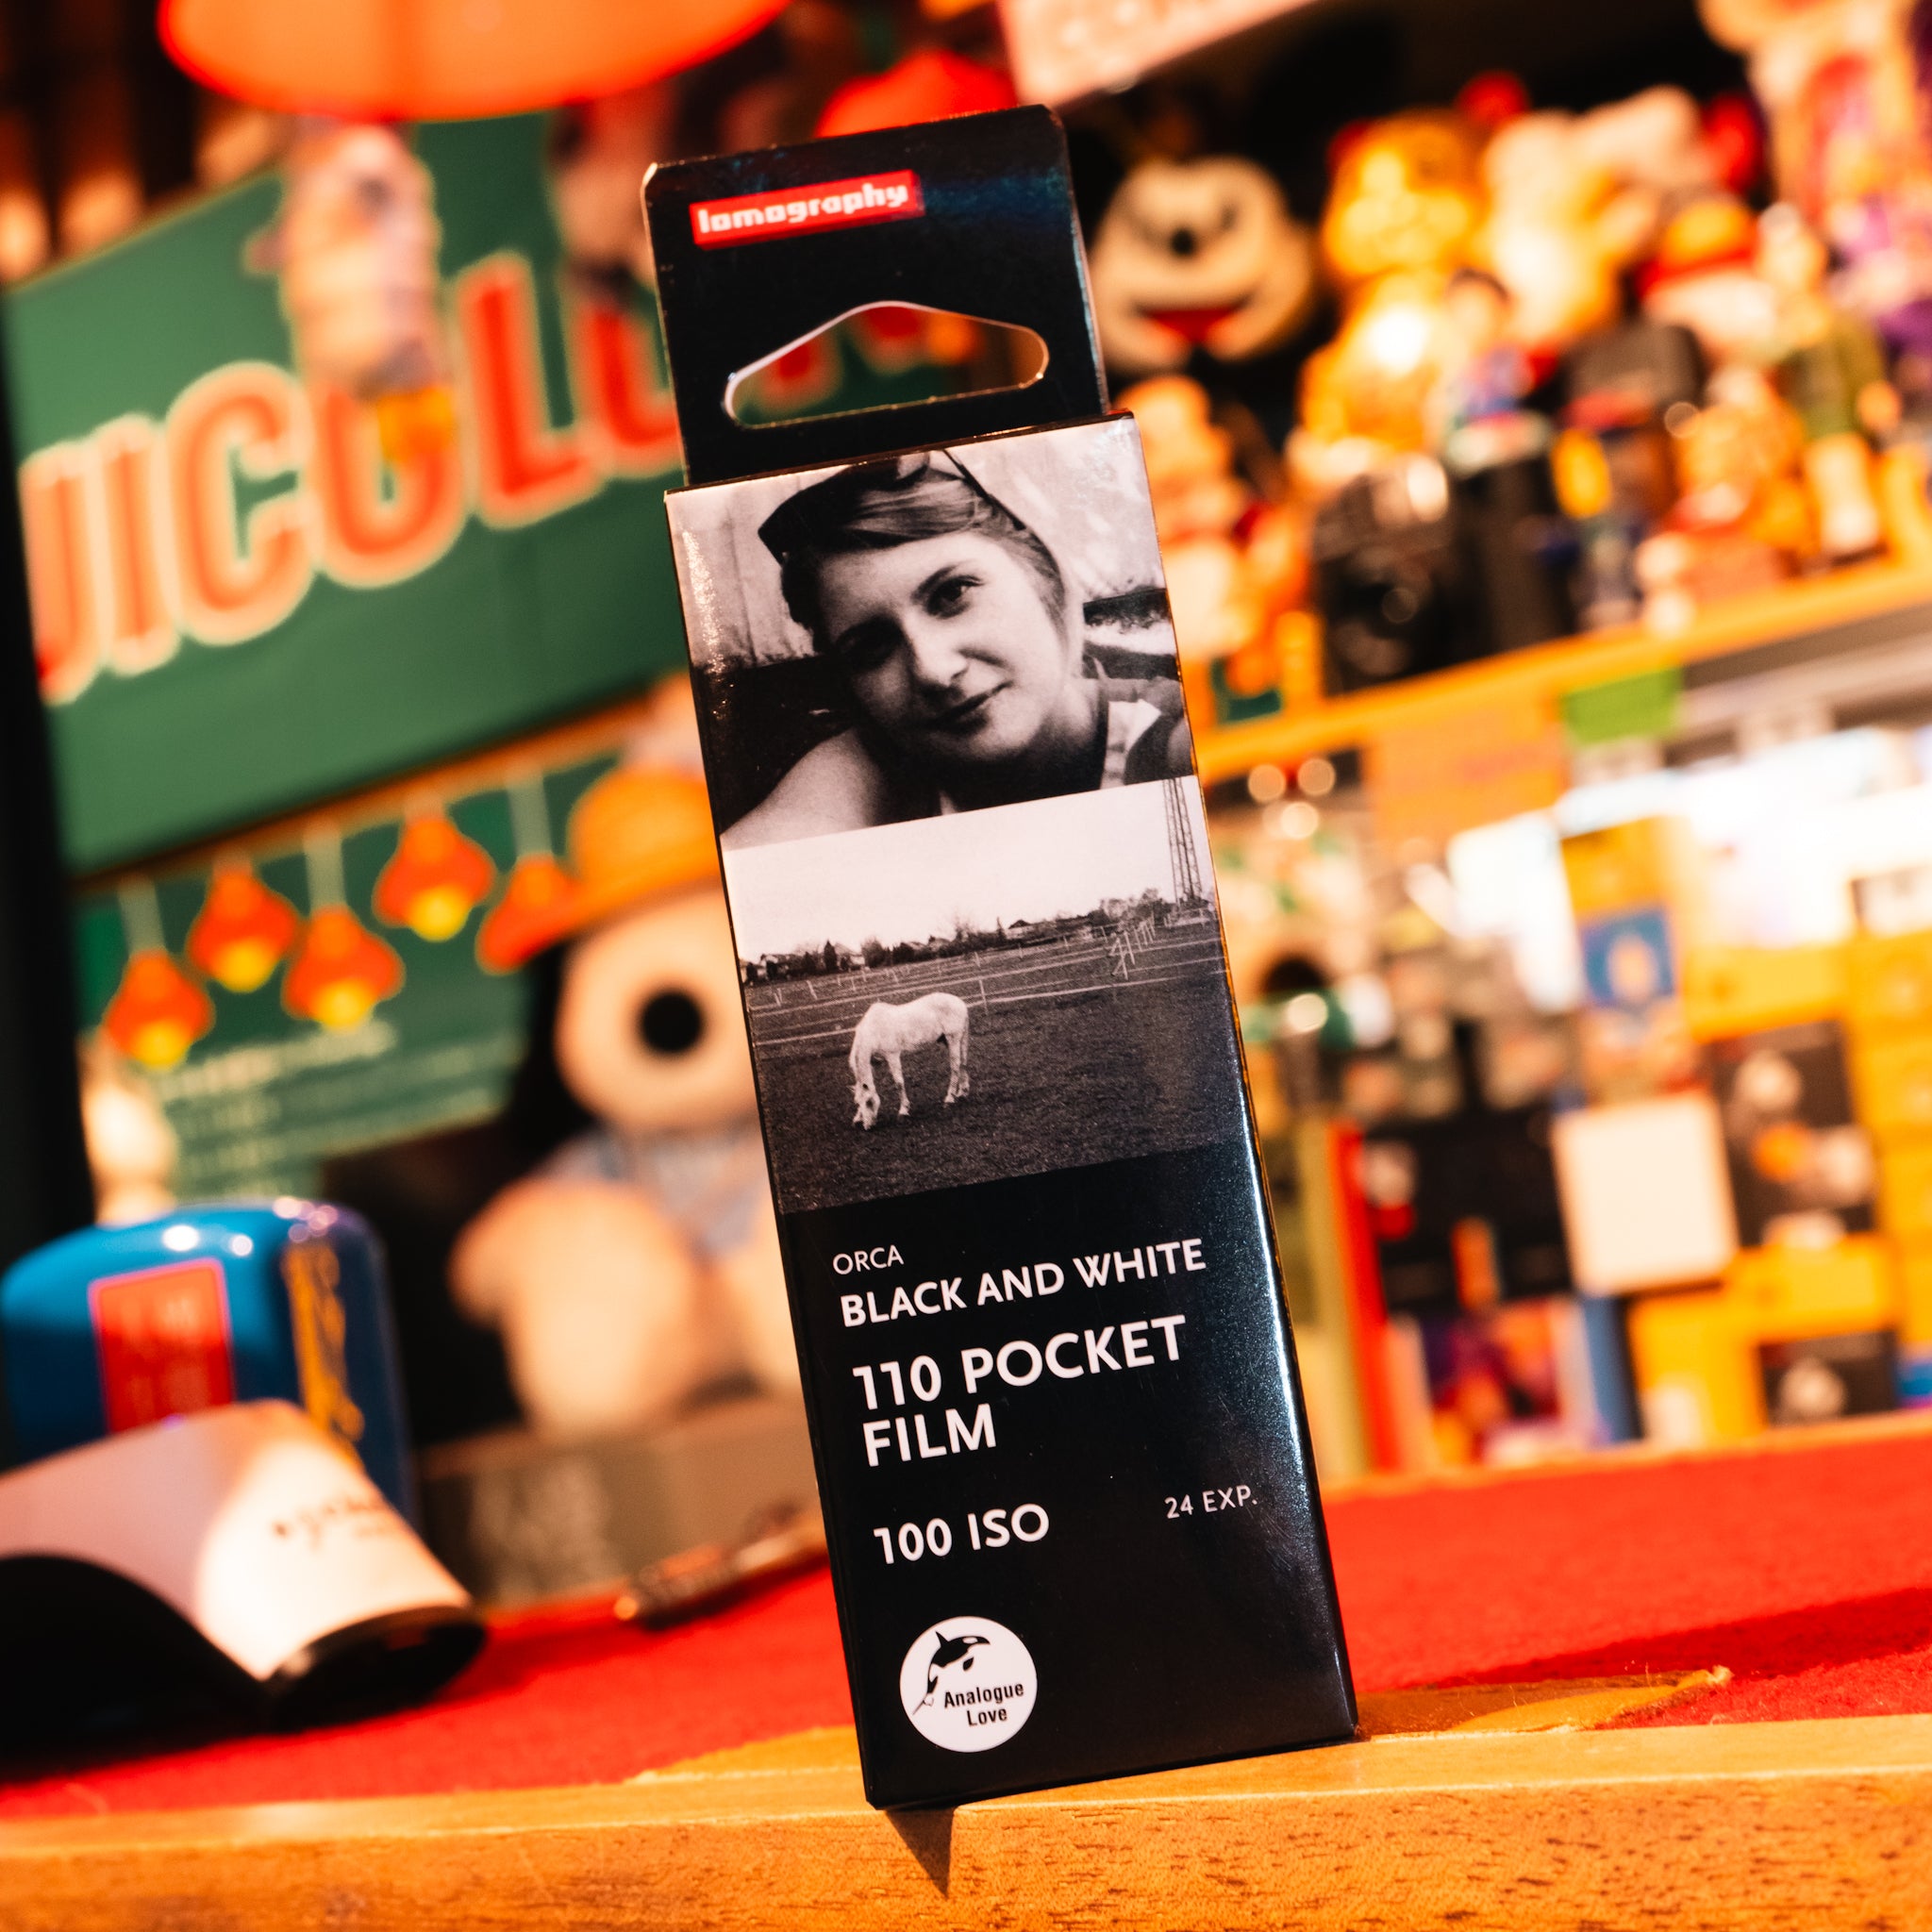 lomography
ORCA
BLACK AND WHITE
110 POCKET
FILM
100 ISO
24 EXP.
Analogue
Love